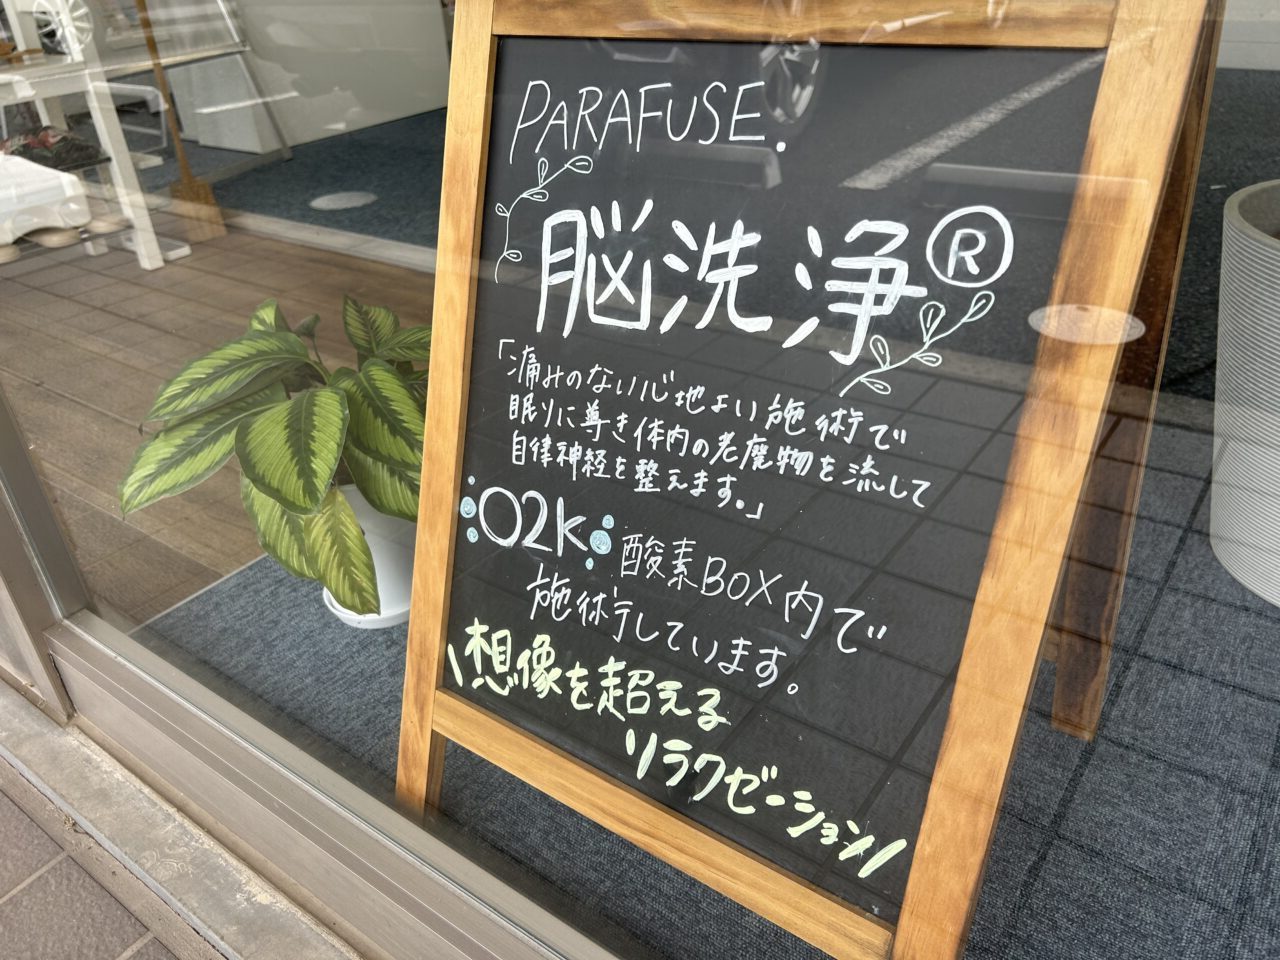 PARAFUSE.
脳洗浄®
「痛みのない心地よい施術で
眠りに導き体内の老廃物を流して
自律神経を整えます。」
O2K 酸素BOX内で
施術しています。
\想像を超える
リラクゼーション/